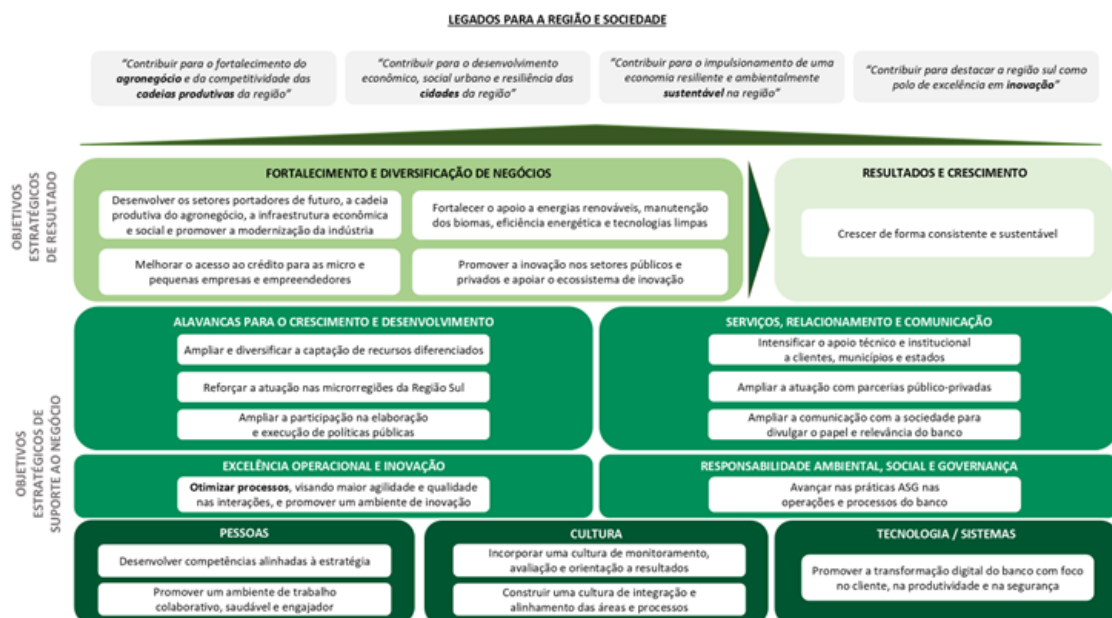 LEGADOS PARA A REGIÃO E SOCIEDADE
“Contribuir para o fortalecimento do
agronegócio e da competitividade das
cadeias produtivas da região”
“Contribuir para o desenvolvimento
econômico, social urbano e resiliência das
cidades da região”
“Contribuir para o impulsionamento de uma
economia resiliente e ambientalmente
sustentável na região”
“Contribuir para destacar a região sul como
polo de excelência em inovação”
OBJETIVOS
ESTRATÉGICOS
DE RESULTADO
FORTALECIMENTO E DIVERSIFICAÇÃO DE NEGÓCIOS
Desenvolver os setores portadores de futuro, a cadeia
produtiva do agronegócio, a infraestrutura econômica
e social e promover a modernização da indústria
Fortalecer o apoio a energias renováveis, manutenção
dos biomas, eficiência energética e tecnologias limpas
Melhorar o acesso ao crédito para as micro e
pequenas empresas e empreendedores
Promover a inovação nos setores públicos e
privados e apoiar o ecossistema de inovação
RESULTADOS E CRESCIMENTO
Crescer de forma consistente e sustentável
OBJETIVOS
ESTRATÉGICOS DE
SUPORTE AO NEGÓCIO
ALAVANCAS PARA O CRESCIMENTO E DESENVOLVIMENTO
Ampliar e diversificar a captação de recursos diferenciados
Reforçar a atuação nas microrregiões da Região Sul
Ampliar a participação na elaboração
e execução de políticas públicas
SERVIÇOS, RELACIONAMENTO E COMUNICAÇÃO
Intensificar o apoio técnico e institucional
a clientes, municípios e estados
Ampliar a atuação com parcerias público-privadas
Ampliar a comunicação com a sociedade para
divulgar o papel e relevância do banco
EXCELÊNCIA OPERACIONAL E INOVAÇÃO
Otimizar processos, visando maior agilidade e qualidade
nas interações, e promover um ambiente de inovação
RESPONSABILIDADE AMBIENTAL, SOCIAL E GOVERNANÇA
Avançar nas práticas ASG nas
operações e processos do banco
PESSOAS
Desenvolver competências alinhadas à estratégia
Promover um ambiente de trabalho
colaborativo, saudável e engajador
CULTURA
Incorporar uma cultura de monitoramento,
avaliação e orientação a resultados
Construir uma cultura de integração e
alinhamento das áreas e processos
TECNOLOGIA / SISTEMAS
Promover a transformação digital do banco com foco
no cliente, na produtividade e na segurança